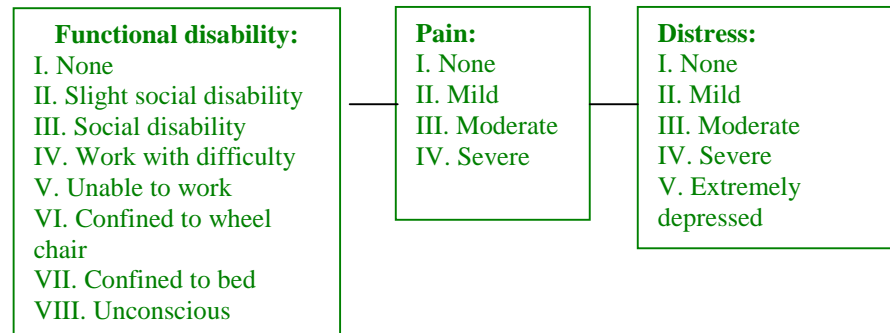 Functional disability:
I. None
II. Slight social disability
III. Social disability
IV. Work with difficulty
V. Unable to work
VI. Confined to wheel
chair
VII. Confined to bed
VIII. Unconscious
Pain:
I. None
II. Mild
III. Moderate
IV. Severe
Distress:
I. None
II. Mild
III. Moderate
IV. Severe
V. Extremely
depressed